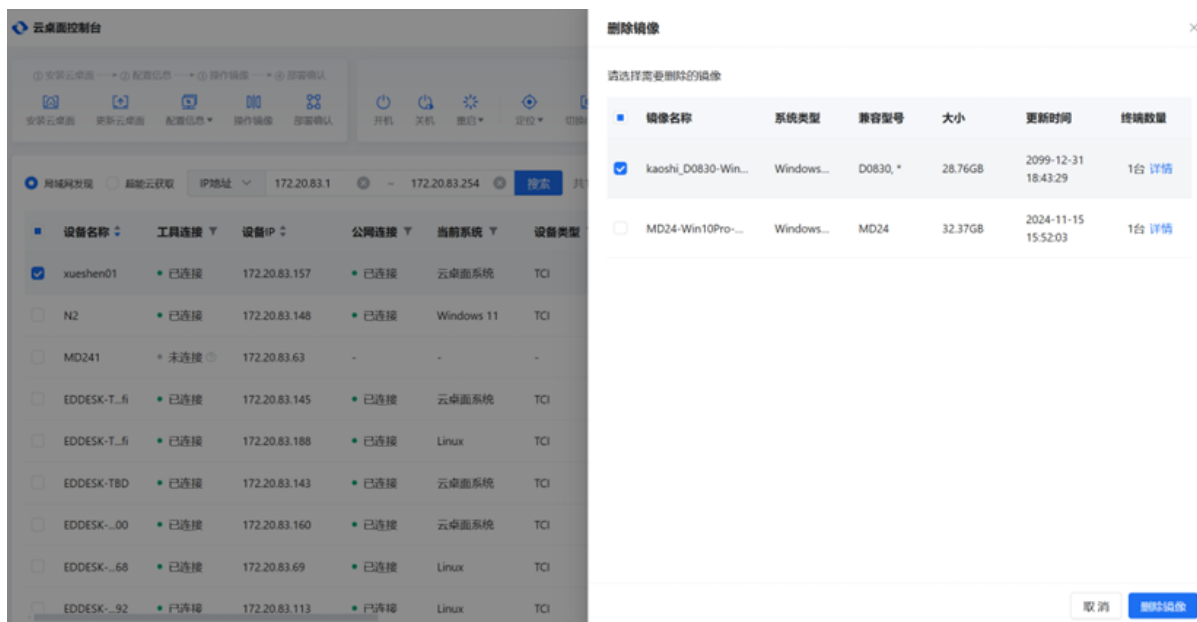 云桌面控制台
①安装云桌面 → ②配置信息 → ③操作镜像 → ④部署确认
安装云桌面 更新云桌面 配置信息 操作镜像 部署确认 开机 关机 重启 定位
局域网发现 超能云获取 IP地址 172.20.83.1 ~ 172.20.83.254 搜索
设备名称 工具连接 设备IP 公网连接 当前系统 设备类型
xueshen01 已连接 172.20.83.157 已连接 云桌面系统 TCI
N2 已连接 172.20.83.148 已连接 Windows 11 TCI
MD241 未连接 172.20.83.63 - - -
EDDESK-T...fi 已连接 172.20.83.145 已连接 云桌面系统 TCI
EDDESK-T...fi 已连接 172.20.83.188 已连接 Linux TCI
EDDESK-TBD 已连接 172.20.83.143 已连接 云桌面系统 TCI
EDDESK-...00 已连接 172.20.83.160 已连接 云桌面系统 TCI
EDDESK-...68 已连接 172.20.83.69 已连接 Linux TCI
EDDESK-...92 已连接 172.20.83.113 已连接 Linux TCI
删除镜像
请选择需要删除的镜像
镜像名称 系统类型 兼容型号 大小 更新时间 终端数量
kaoshi_D0830-Win... Windows... D0830, * 28.76GB 2099-12-31 18:43:29 1台 详情
MD24-Win10Pro-... Windows... MD24 32.37GB 2024-11-15 15:52:03 1台 详情
取消 删除镜像